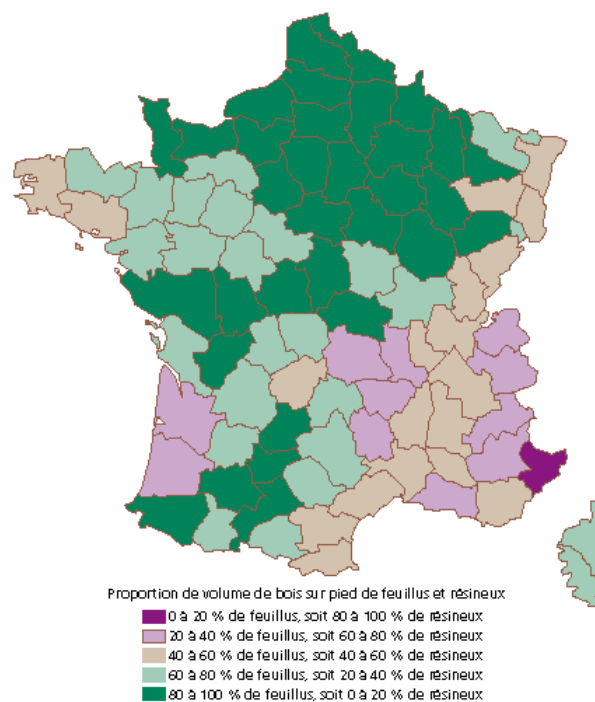 Proportion de volume de bois sur pied de feuillus et résineux
0 à 20 % de feuillus, soit 80 à 100 % de résineux
20 à 40 % de feuillus, soit 60 à 80 % de résineux
40 à 60 % de feuillus, soit 40 à 60 % de résineux
60 à 80 % de feuillus, soit 20 à 40 % de résineux
80 à 100 % de feuillus, soit 0 à 20 % de résineux